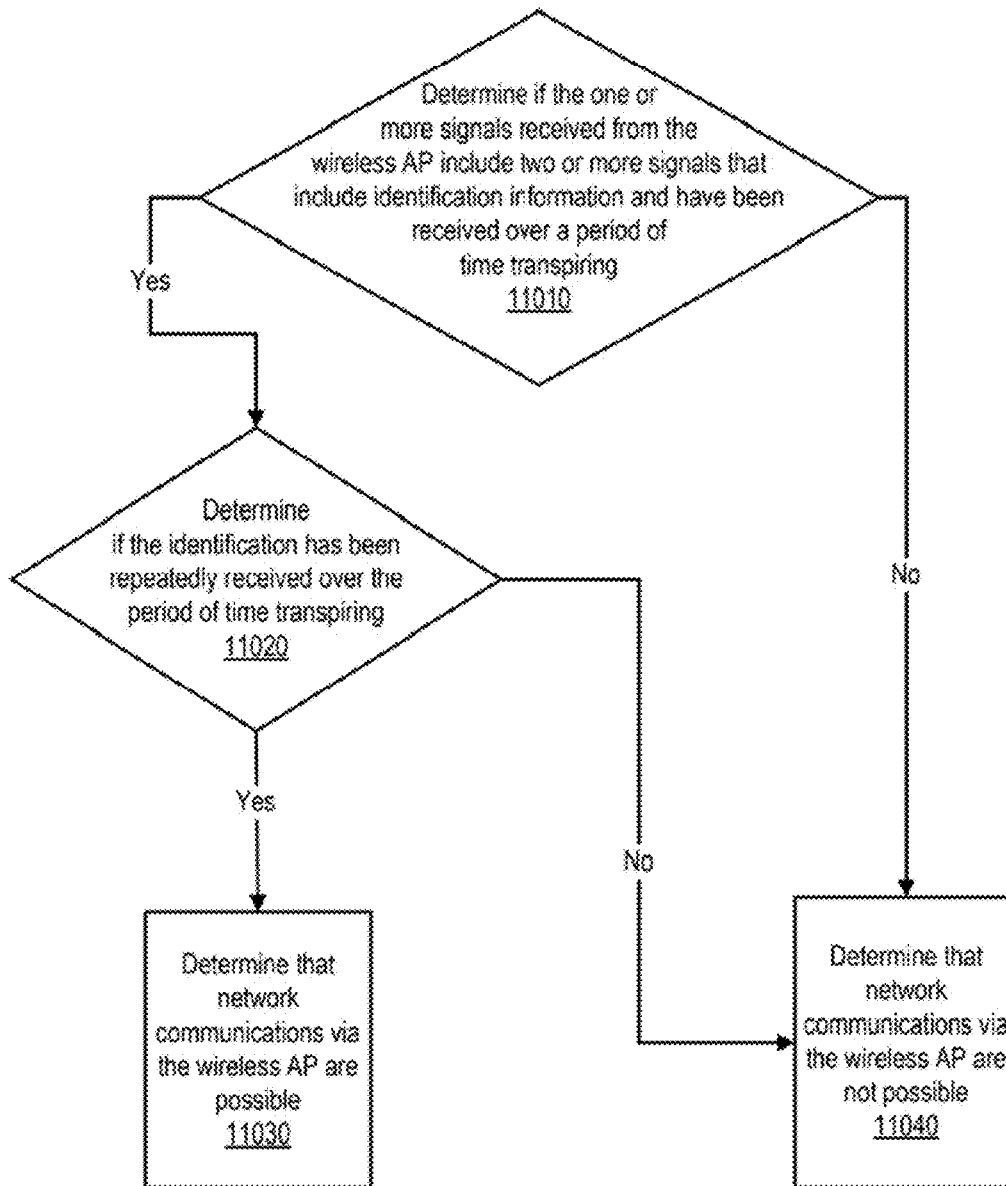 Determine if the one or
more signals received from the
wireless AP include two or more signals that
include identification information and have been
received over a period of
time transpiring
11010
Yes
No
Determine
if the identification has been
repeatedly received over the
period of time transpiring
11020
Yes
No
Determine that
network
communications via
the wireless AP are
possible
11030
Determine that
network
communications via
the wireless AP are
not possible
11040